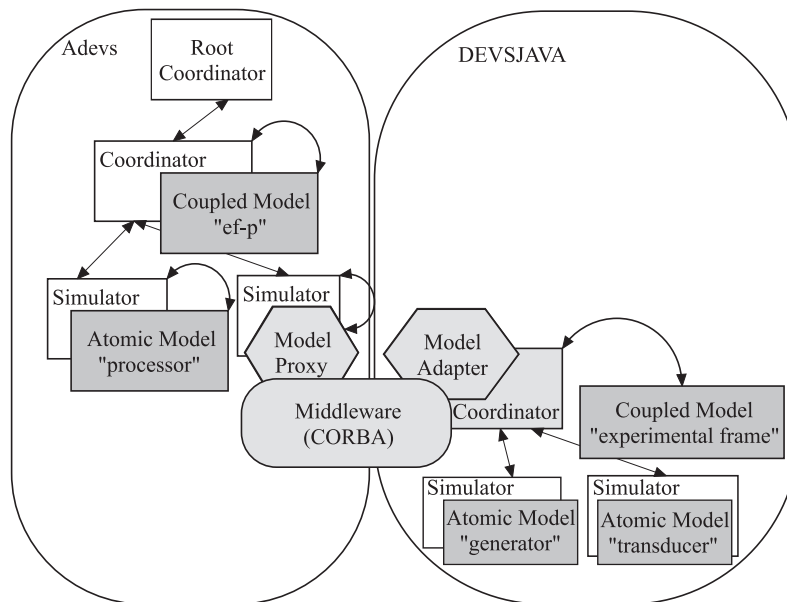 Adevs
Root
Coordinator
DEVSJAVA
Coordinator
Coupled Model
"ef-p"
Simulator
Atomic Model
"processor"
Simulator
Model
Proxy
Model
Adapter
Coordinator
Middleware
(CORBA)
Coupled Model
"experimental frame"
Simulator
Atomic Model
"generator"
Simulator
Atomic Model
"transducer"